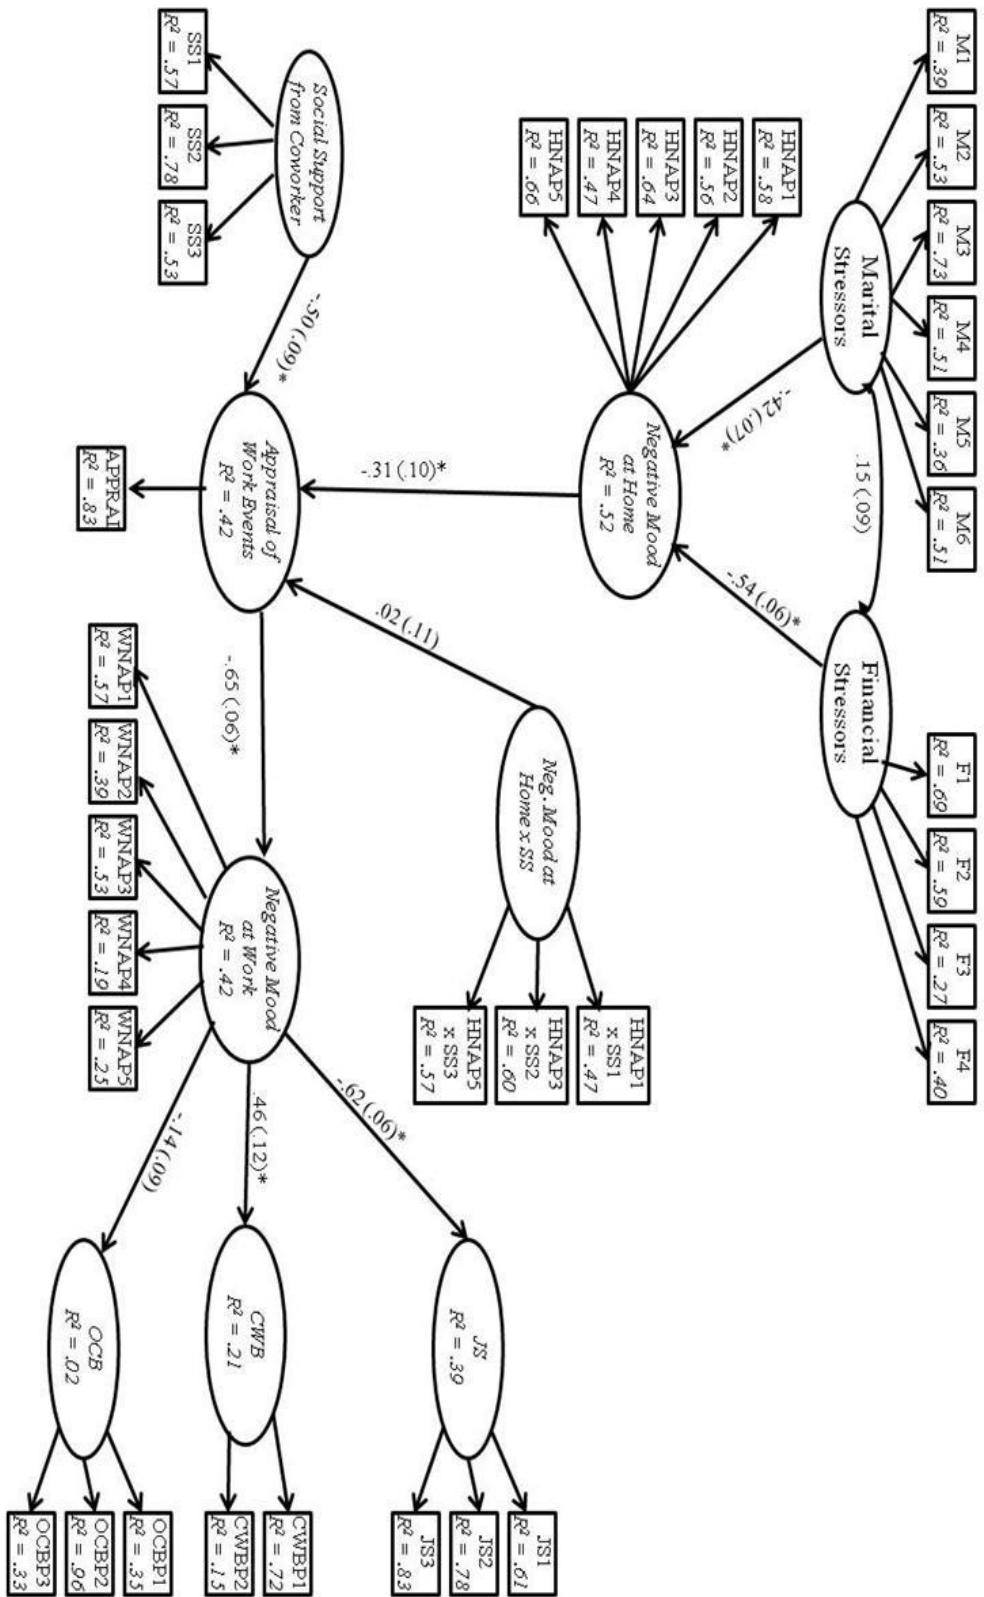 M1
R² = .39
M2
R² = .53
M3
R² = .73
M4
R² = .51
M5
R² = .36
M6
R² = .51
F1
R² = .69
F2
R² = .59
F3
R² = .27
F4
R² = .40
Marital
Stressors
.15 (.09)
Financial
Stressors
-.42 (.07)*
-.54 (.06)*
HNAP1
R² = .58
HNAP2
R² = .56
HNAP3
R² = .64
HNAP4
R² = .47
HNAP5
R² = .66
Negative Mood
at Home
R² = .52
HNAP1
x SS1
R² = .47
HNAP3
x SS2
R² = .60
HNAP5
x SS3
R² = .57
Neg. Mood at
Home x SS
-.31 (.10)*
.02 (.11)
Social Support
from Coworker
-.50 (.09)*
SS1
R² = .57
SS2
R² = .78
SS3
R² = .53
Appraisal of
Work Events
R² = .42
APPRAI
R² = .83
-.65 (.06)*
Negative Mood
at Work
R² = .42
WNAP1
R² = .57
WNAP2
R² = .39
WNAP3
R² = .53
WNAP4
R² = .19
WNAP5
R² = .25
-.62 (.06)*
.46 (.12)*
-.14 (.09)
JS
R² = .39
JS1
R² = .61
JS2
R² = .78
JS3
R² = .83
CWB
R² = .21
CWBP1
R² = .72
CWBP2
R² = .15
OCB
R² = .02
OCBP1
R² = .35
OCBP2
R² = .96
OCBP3
R² = .33